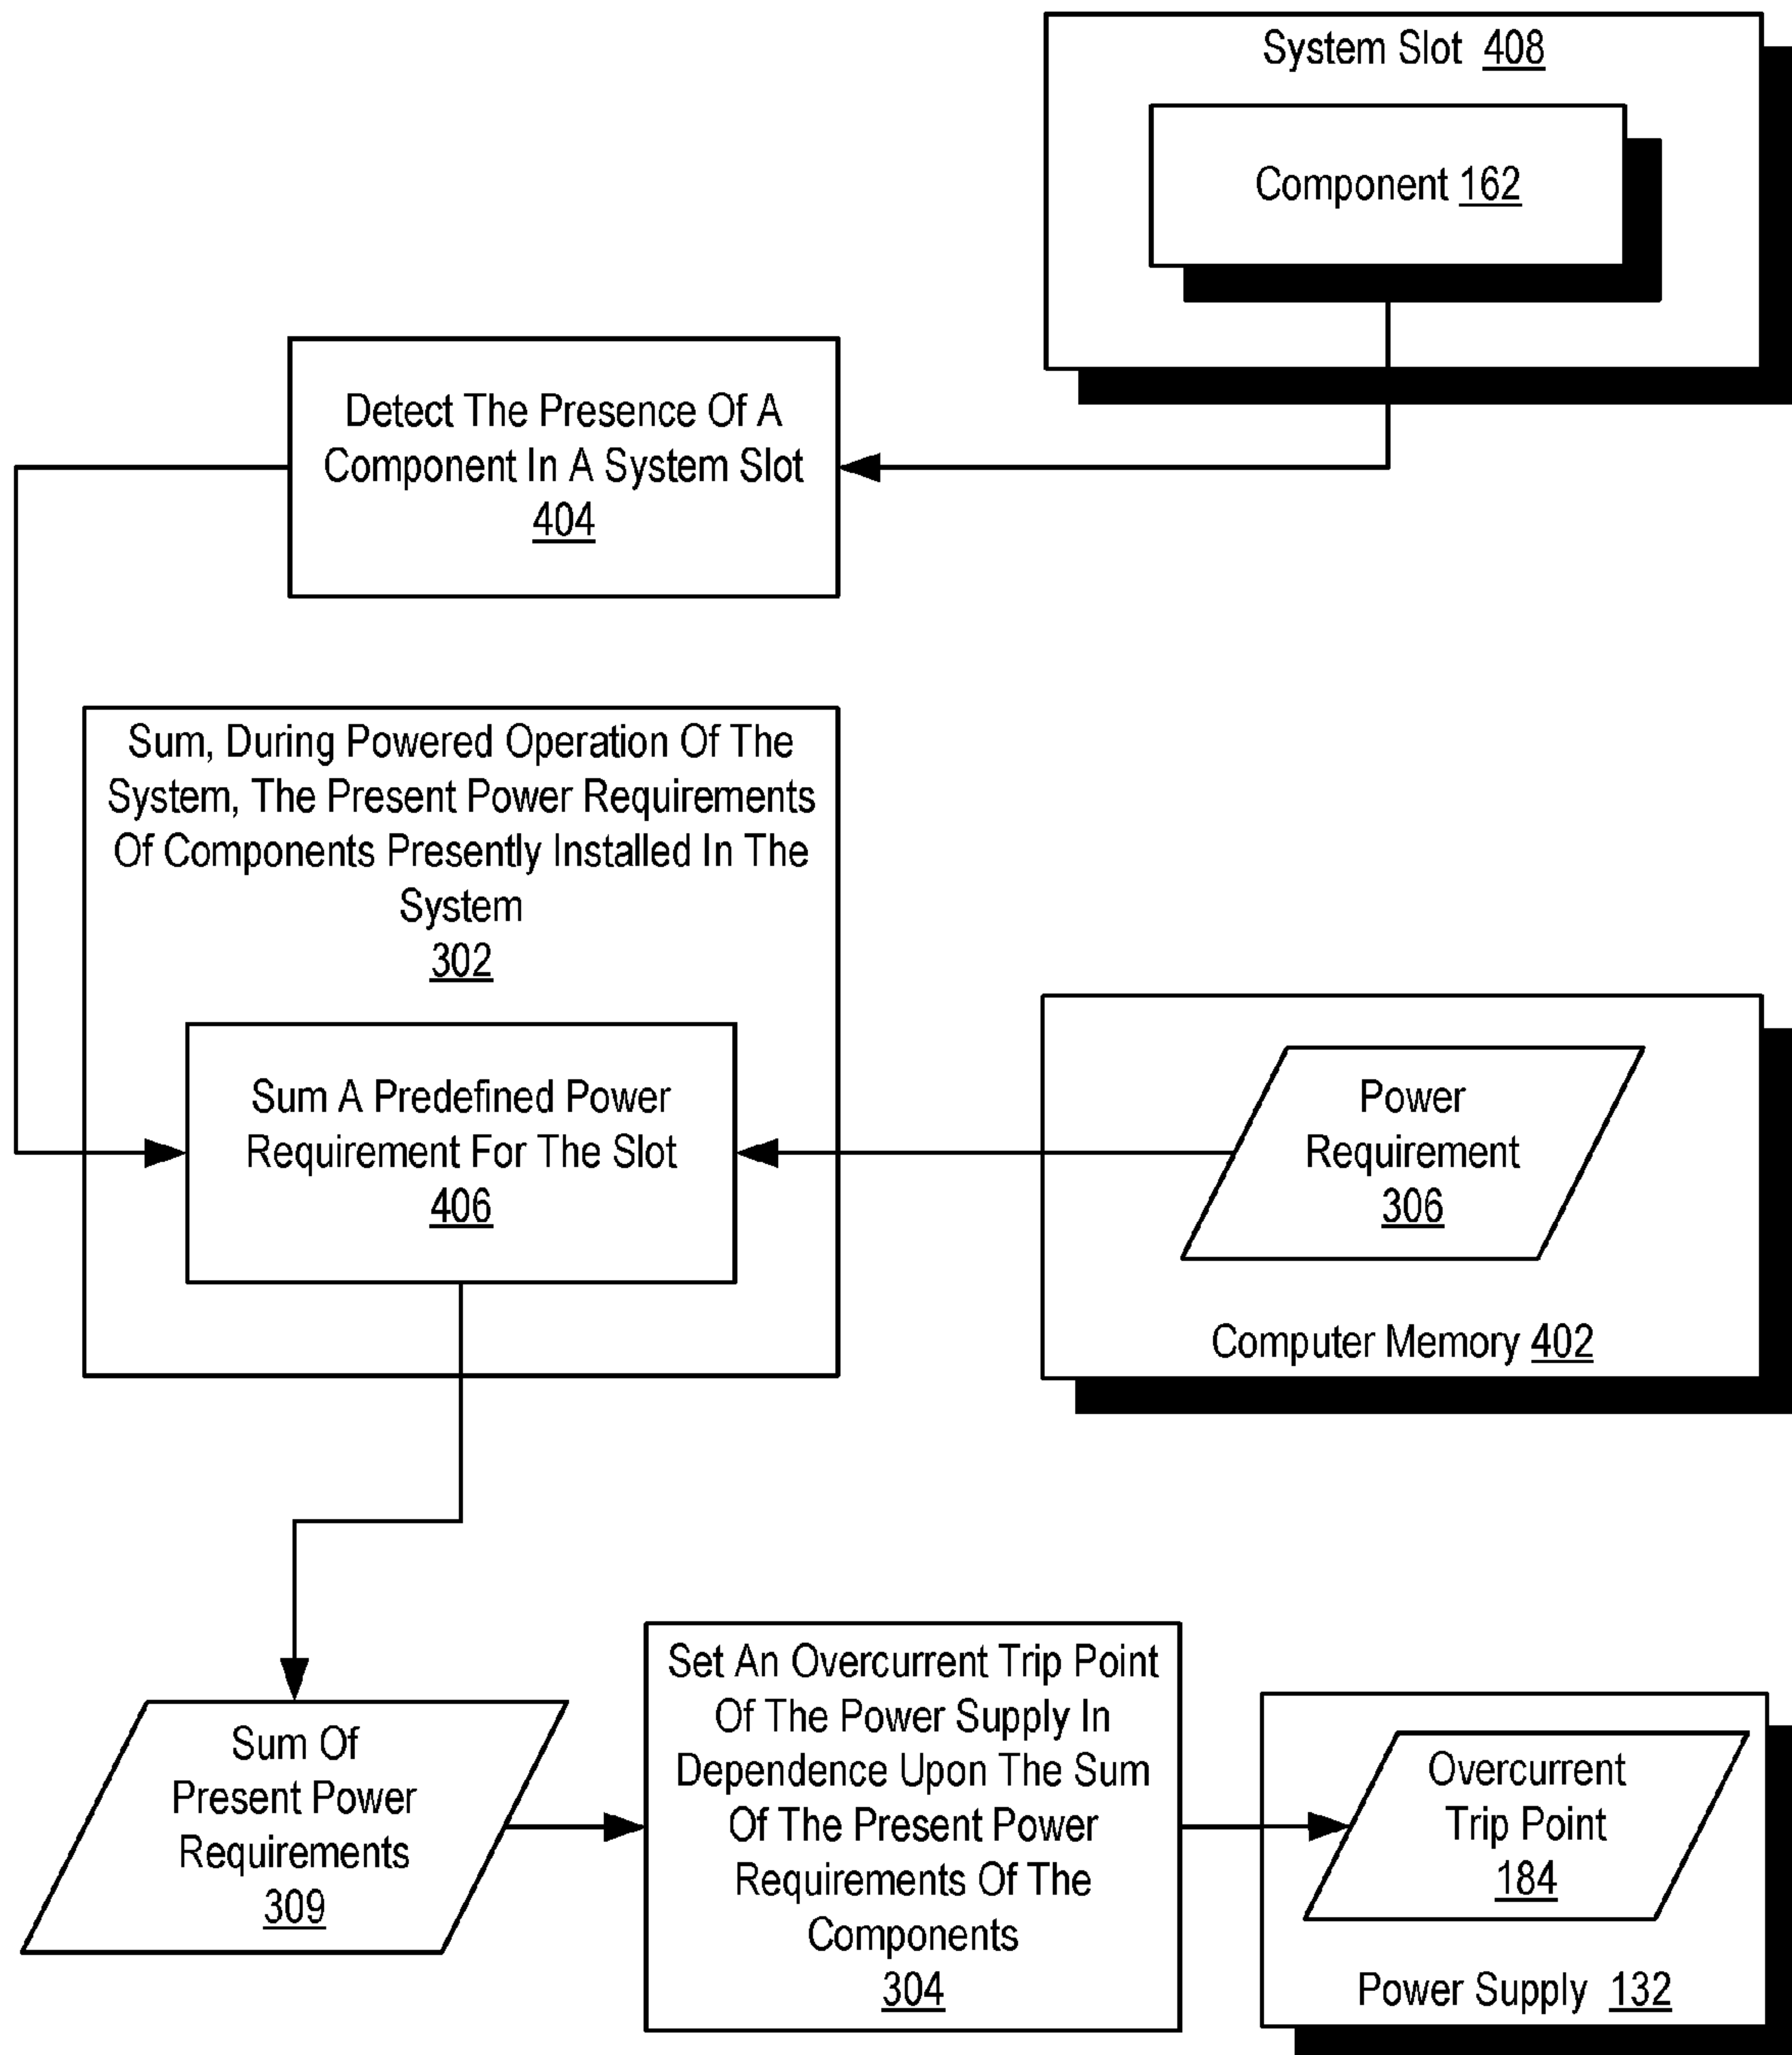 System Slot 408
Component 162
Detect The Presence Of A
Component In A System Slot
404
Sum, During Powered Operation Of The
System, The Present Power Requirements
Of Components Presently Installed In The
System
302
Sum A Predefined Power
Requirement For The Slot
406
Power
Requirement
306
Computer Memory 402
Sum Of
Present Power
Requirements
309
Set An Overcurrent Trip Point
Of The Power Supply In
Dependence Upon The Sum
Of The Present Power
Requirements Of The
Components
304
Overcurrent
Trip Point
184
Power Supply 132